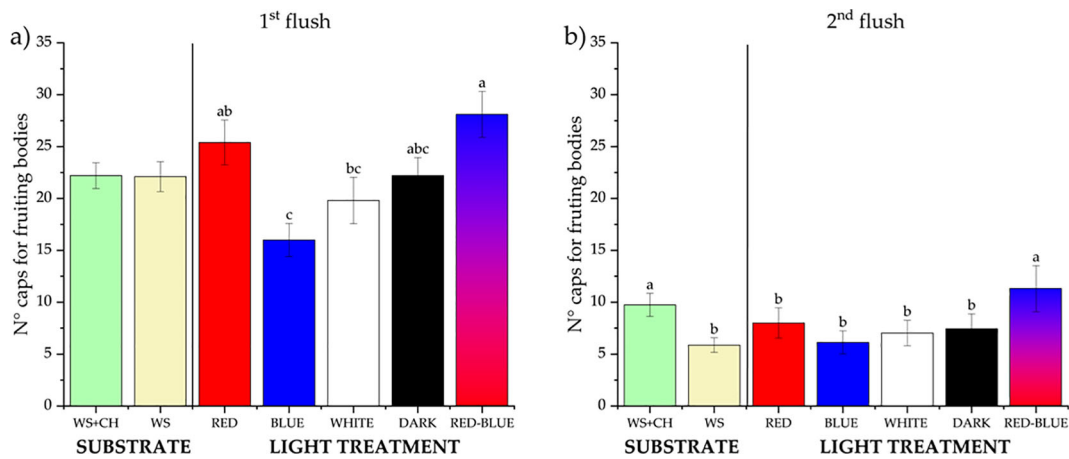 1st flush
a)
N° caps for fruiting bodies
35
30
25
20
15
10
5
0
ab
c
bc
abc
a
WS+CH WS RED BLUE WHITE DARK RED-BLUE
SUBSTRATE LIGHT TREATMENT
2nd flush
b)
N° caps for fruting bodies
35
30
25
20
15
10
5
0
a
b
b
b
b
b
a
WS+CH WS RED BLUE WHITE DARK RED-BLUE
SUBSTRATE LIGHT TREATMENT